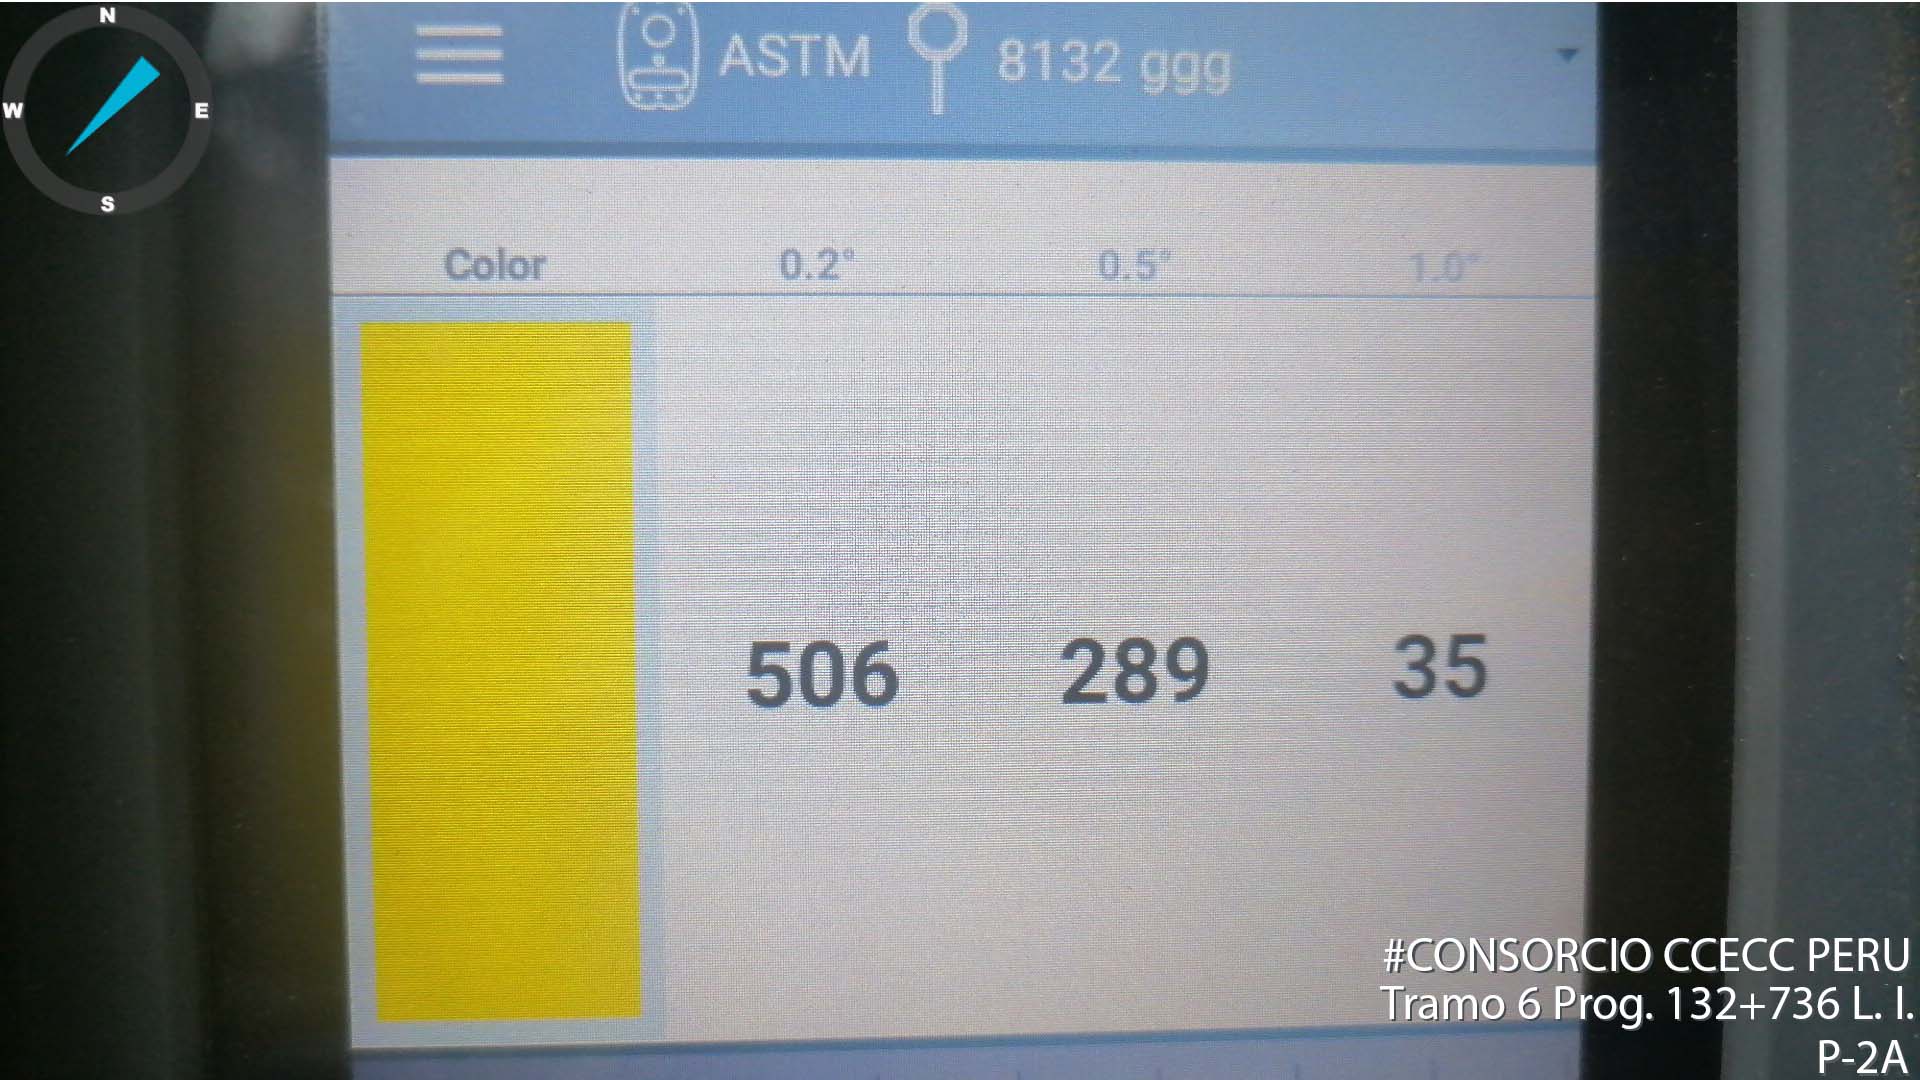 N
W E
S
ASTM 8132 ggg
Color 0.2° 0.5° 1.0°
506 289 35
#CONSORCIO CCECC PERU
Tramo 6 Prog. 132+736 L. I.
P-2A